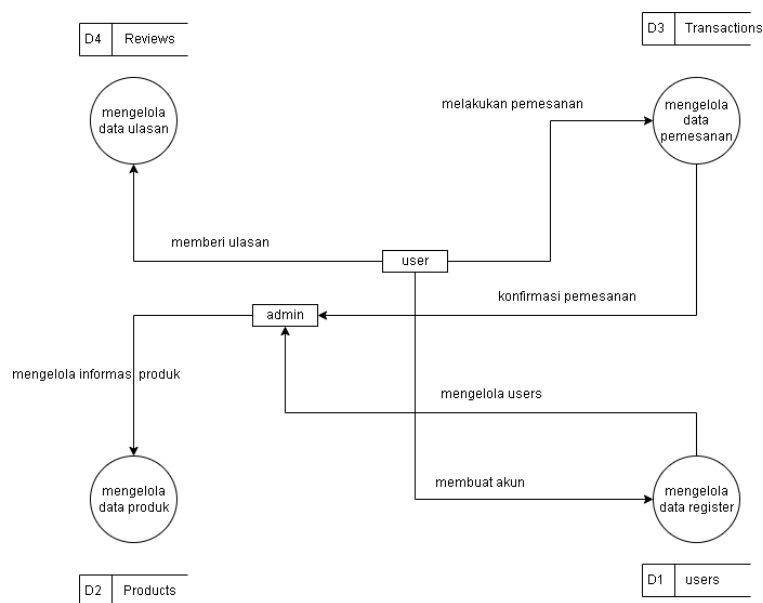 D4 Reviews
D3 Transactions
mengelola
data ulasan
melakukan pemesanan
mengelola
data
pemesanan
memberi ulasan
user
konfirmasi pemesanan
admin
mengelola informasi produk
mengelola users
mengelola
data produk
membuat akun
mengelola
data register
D2 Products
D1 users